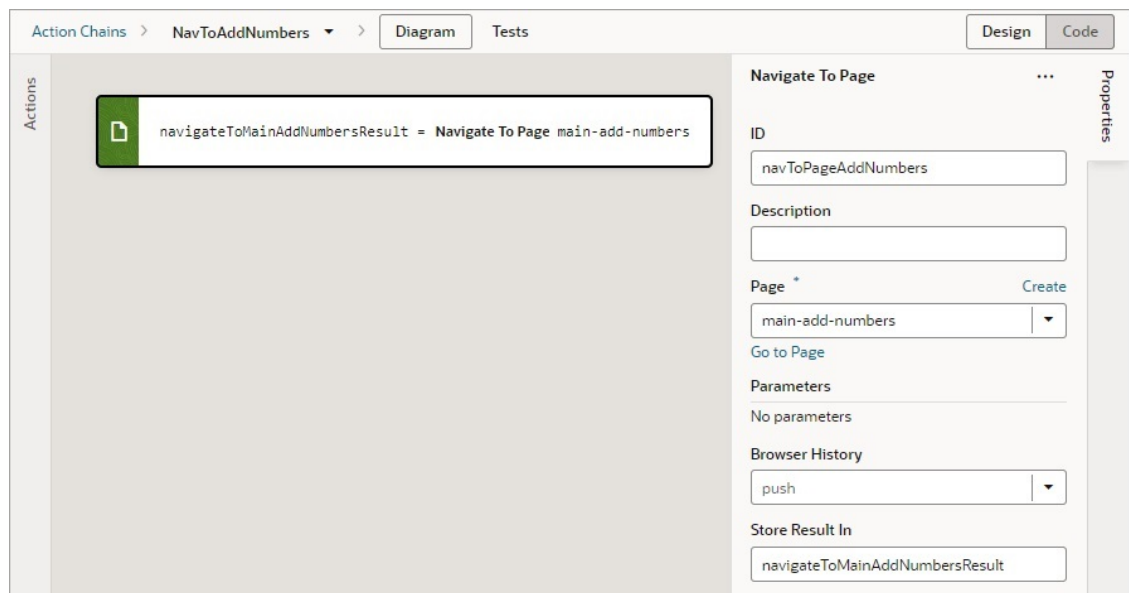 Action Chains > NavToAddNumbers > Diagram Tests Design Code
Actions
navigateToMainAddNumbersResult = Navigate To Page main-add-numbers
Navigate To Page ...
Properties
ID
navToPageAddNumbers
Description
Page * Create
main-add-numbers
Go to Page
Parameters
No parameters
Browser History
push
Store Result In
navigateToMainAddNumbersResult